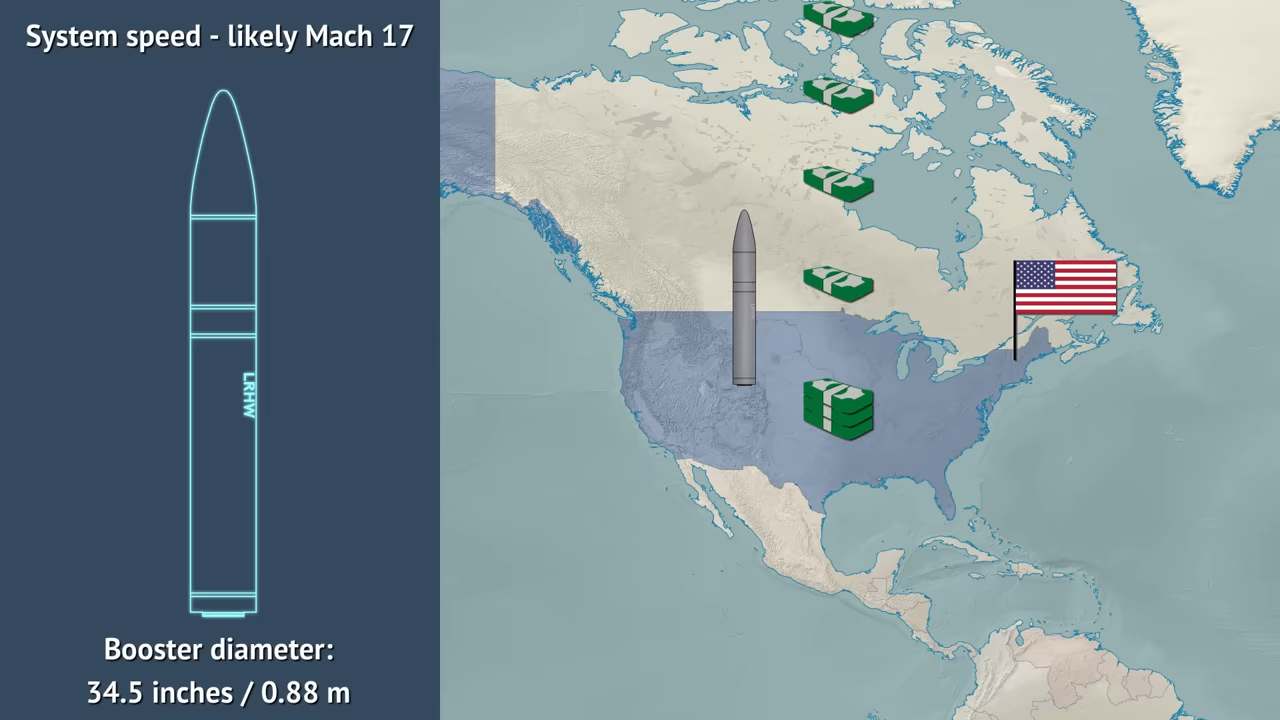 System speed - likely Mach 17
LRHW
Booster diameter:
34.5 inches / 0.88 m